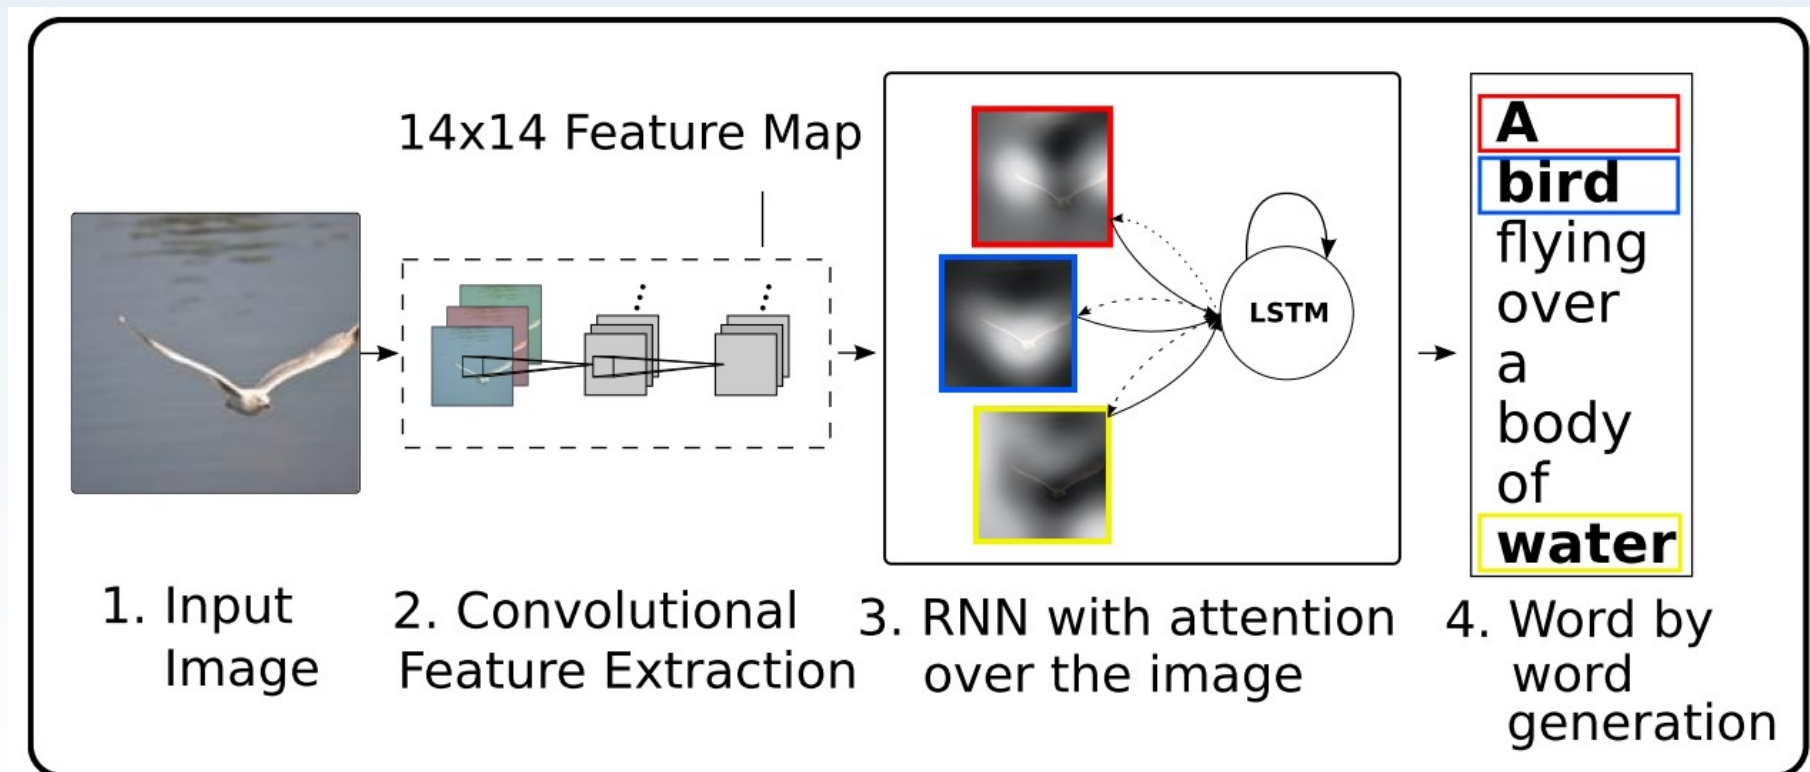 14x14 Feature Map
LSTM
A
bird
flying
over
a
body
of
water
1. Input
Image
2. Convolutional
Feature Extraction
3. RNN with attention
over the image
4. Word by
word
generation